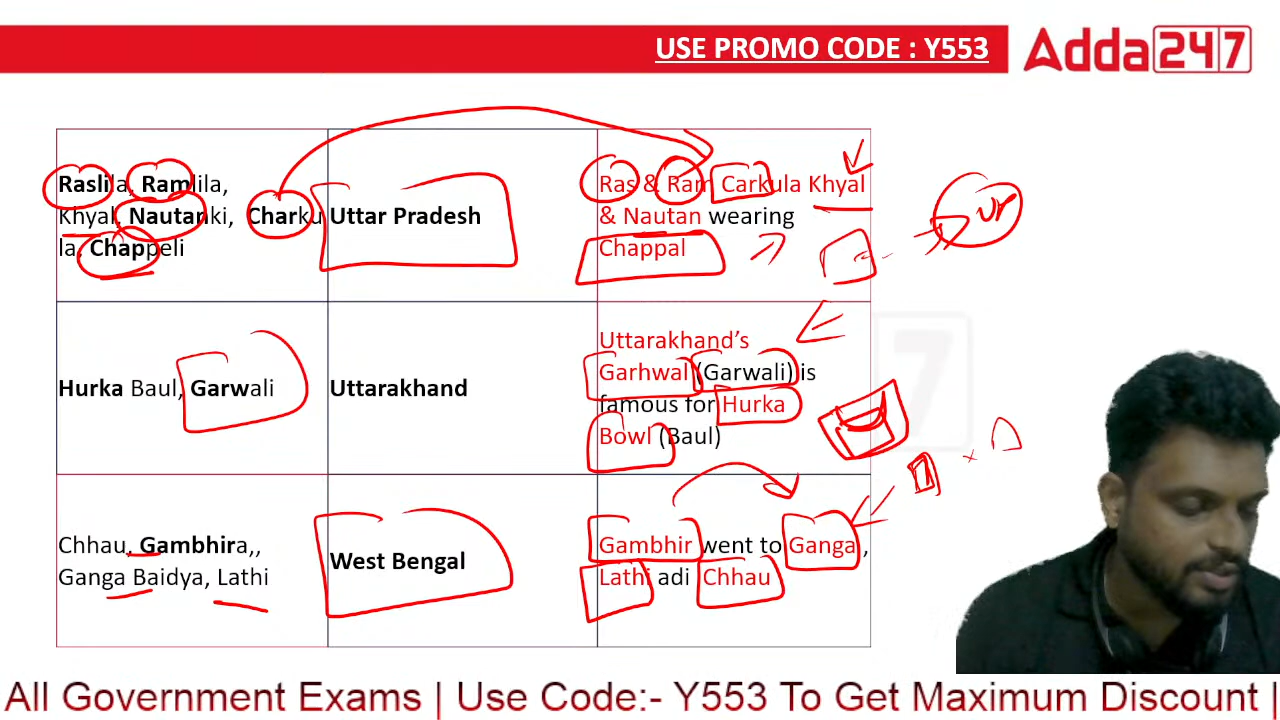 USE PROMO CODE : Y553
Adda247
Raslila, Ramlila,
Khyal, Nautanki, Charku
la, Chappeli
Uttar Pradesh
Ras & Ram Carkula Khyal
& Nautan wearing
Chappal
UP
Hurka Baul, Garwali
Uttarakhand
Uttarakhand’s
Garhwal (Garwali) is
famous for Hurka
Bowl (Baul)
7
Chhau, Gambhira,,
Ganga Baidya, Lathi
West Bengal
Gambhir went to Ganga ,
Lathi adi Chhau
All Government Exams | Use Code:- Y553 To Get Maximum Discount |